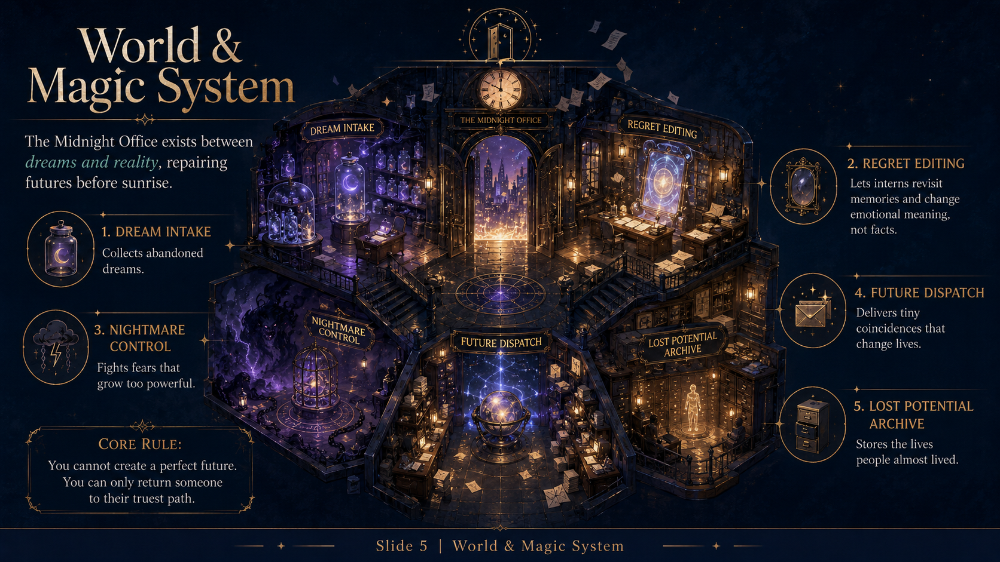 World &
Magic System
The Midnight Office exists between
dreams and reality, repairing
futures before sunrise.
1. DREAM INTAKE
Collects abandoned
dreams.
3. NIGHTMARE
CONTROL
Fights fears that
grow too powerful.
CORE RULE:
You cannot create a perfect future.
You can only return someone
to their truest path.
THE MIDNIGHT OFFICE
DREAM INTAKE
REGRET EDITING
NIGHTMARE
CONTROL
FUTURE DISPATCH
LOST POTENTIAL
ARCHIVE
2. REGRET EDITING
Lets interns revisit
memories and change
emotional meaning,
not facts.
4. FUTURE DISPATCH
Delivers tiny
coincidences that
change lives.
5. LOST POTENTIAL
ARCHIVE
Stores the lives
people almost lived.
Slide 5 | World & Magic System